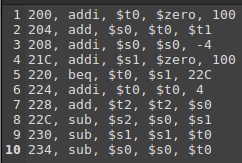 1 200, addi, $t0, $zero, 100
2 204, add, $s0, $t0, $t1
3 208, addi, $s0, $s0, -4
4 21C, addi, $s1, $zero, 100
5 220, beq, $t0, $s1, 22C
6 224, addi, $t0, $t0, 4
7 228, add, $t2, $t2, $s0
8 22C, sub, $s2, $s0, $s1
9 230, sub, $s1, $s1, $t0
10 234, sub, $s0, $s0, $t0